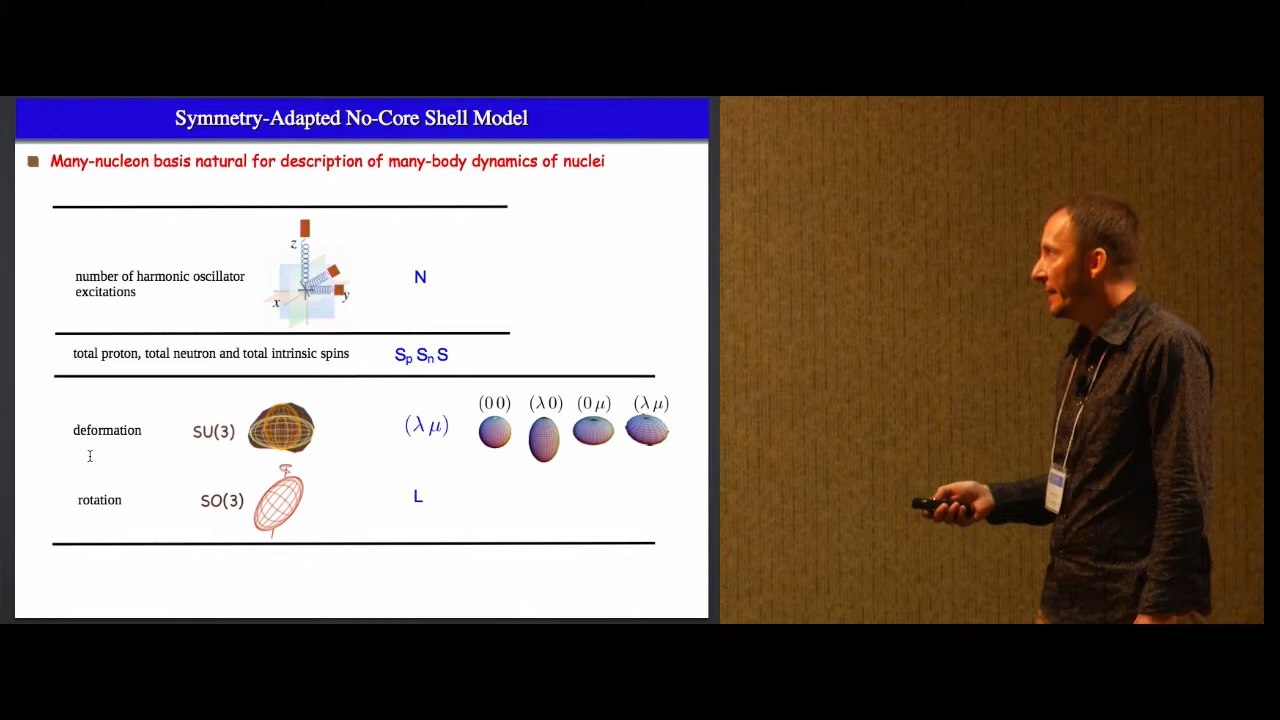 Symmetry-Adapted No-Core Shell Model
Many-nucleon basis natural for description of many-body dynamics of nuclei
z
number of harmonic oscillator
excitations
N
x
y
total proton, total neutron and total intrinsic spins
Sp Sn S
(0 0) (λ 0) (0 μ) (λ μ)
deformation
SU(3)
(λ μ)
rotation
SO(3)
L